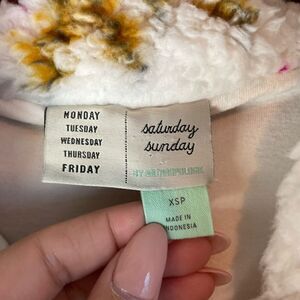 MONDAY
TUESDAY
WEDNESDAY
THURSDAY
FRIDAY
saturday
sunday
BY ANTHROPOLOGIE
XSP
MADE IN
INDONESIA